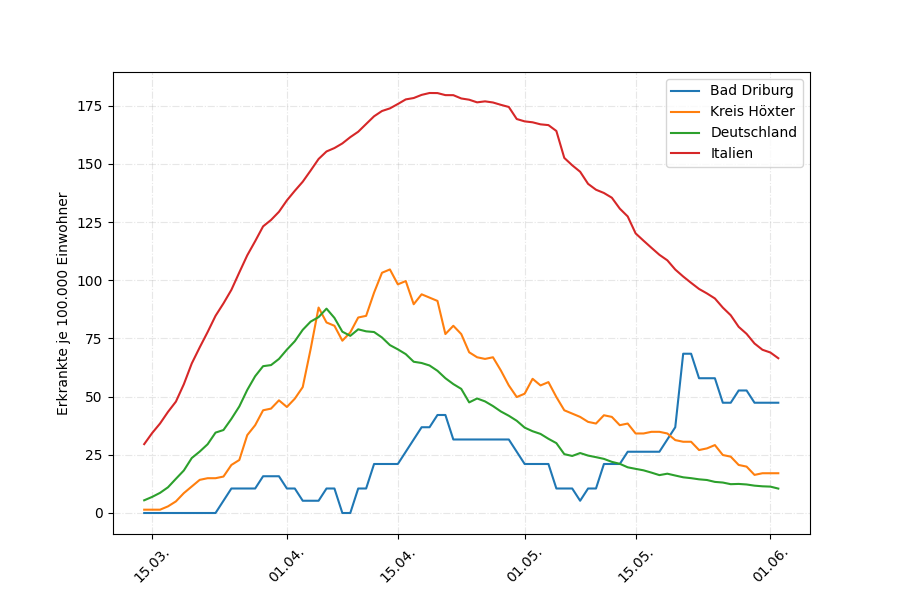 Erkrankte je 100.000 Einwohner
175
150
125
100
75
50
25
0
15.03.
01.04.
15.04.
01.05.
15.05.
01.06.
Bad Driburg
Kreis Höxter
Deutschland
Italien